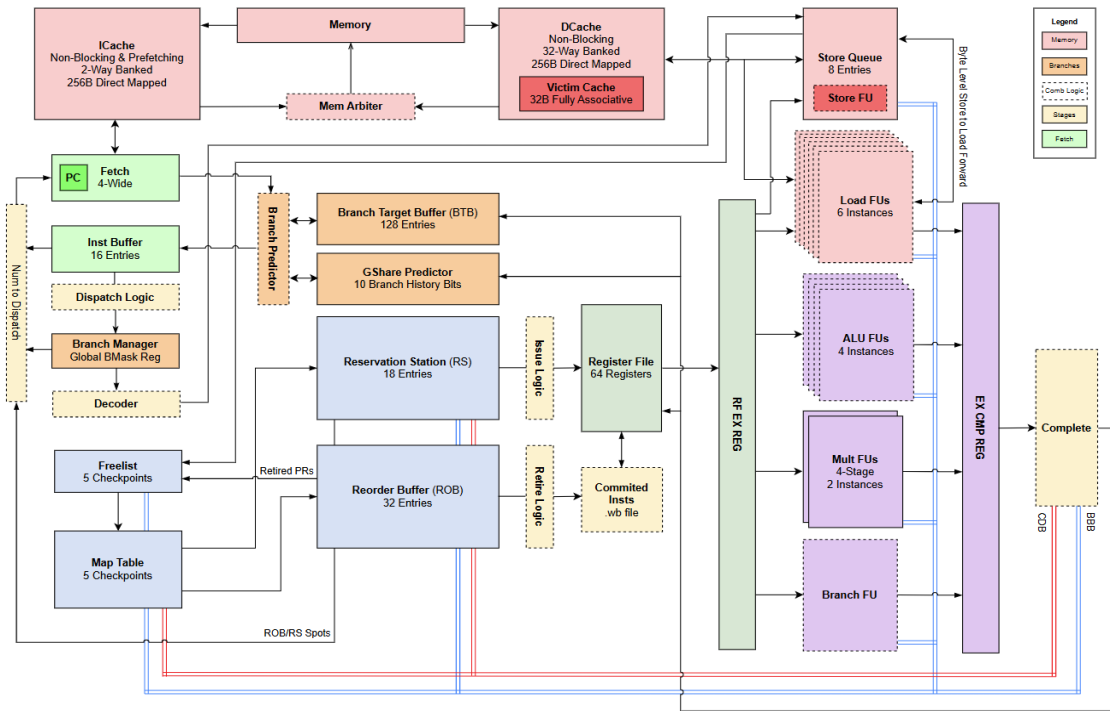 ICache
Non-Blocking & Prefetching
2-Way Banked
256B Direct Mapped
Memory
Mem Arbiter
DCache
Non-Blocking
32-Way Banked
256B Direct Mapped
Victim Cache
32B Fully Associative
Store Queue
8 Entries
Store FU
Byte Level Store to Load Forward
Legend
Memory
Branches
Comb Logic
Stages
Fetch
PC
Fetch
4-Wide
Num to Dispatch
Inst Buffer
16 Entries
Dispatch Logic
Branch Manager
Global BMask Reg
Decoder
Branch Predictor
Branch Target Buffer (BTB)
128 Entries
GShare Predictor
10 Branch History Bits
Reservation Station (RS)
18 Entries
Issue Logic
Register File
64 Registers
Freelist
5 Checkpoints
Retired PRs
Reorder Buffer (ROB)
32 Entries
Retire Logic
Commited
Insts
.wb file
Map Table
5 Checkpoints
ROB/RS Spots
RF EX REG
Load FUs
6 Instances
ALU FUs
4 Instances
Mult FUs
4-Stage
2 Instances
Branch FU
EX CMP REG
Complete
CDB
BBB